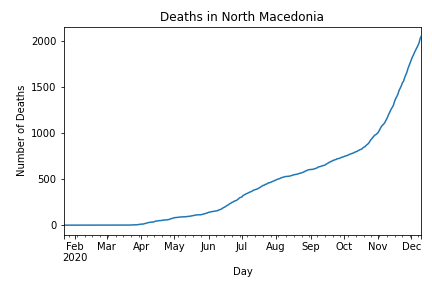 Deaths in North Macedonia
Number of Deaths
2000
1500
1000
500
0
Feb Mar Apr May Jun Jul Aug Sep Oct Nov Dec
2020
Day